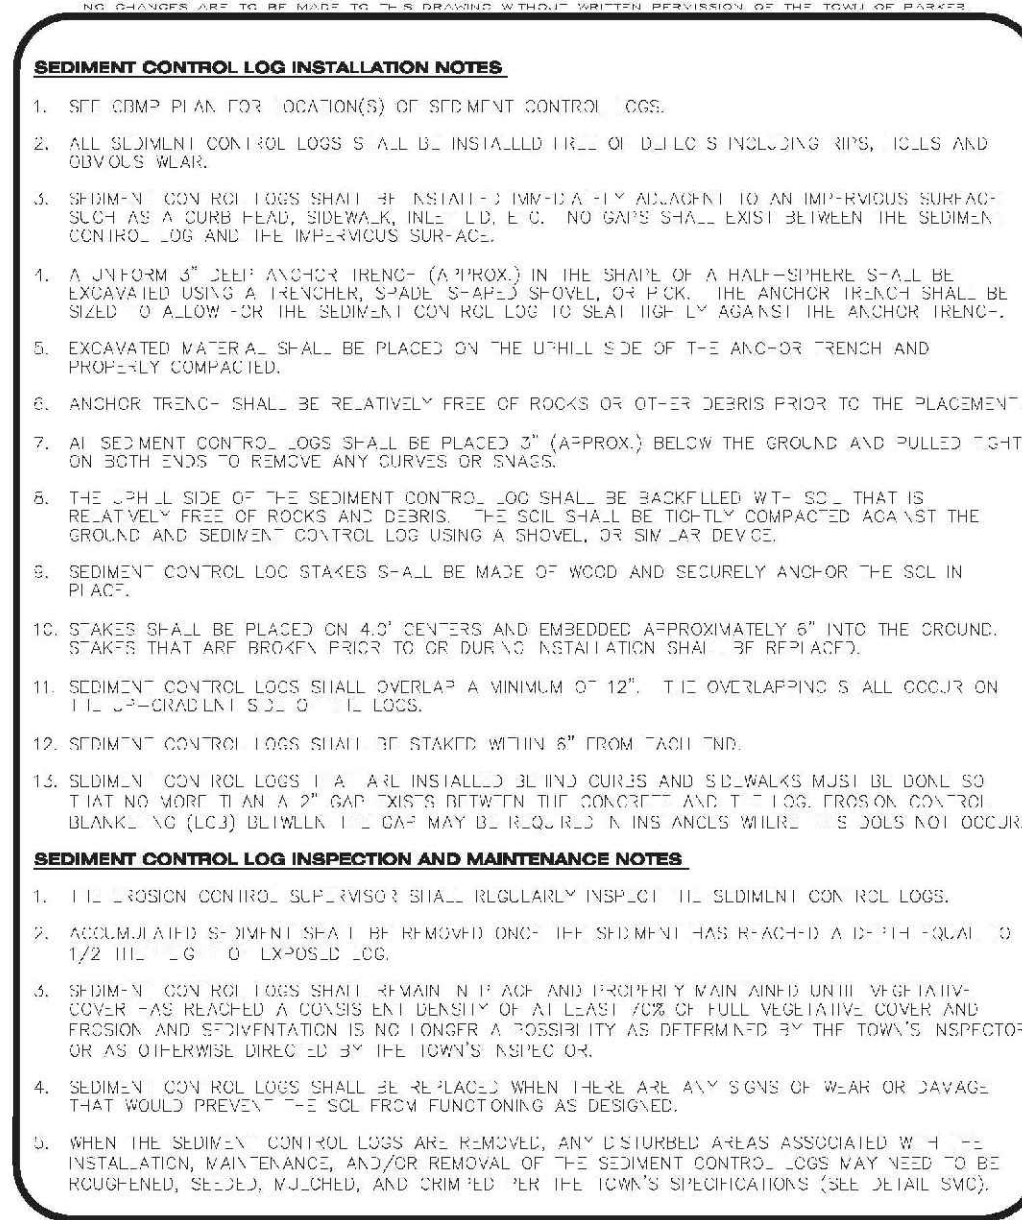 NO CHANGES ARE TO BE MADE TO THIS DRAWING WITHOUT WRITTEN PERMISSION OF THE TOWN OF PARKER
SEDIMENT CONTROL LOG INSTALLATION NOTES
1. SEE CBMP PLAN FOR LOCATION(S) OF SEDIMENT CONTROL LOGS.
2. ALL SEDIMENT CONTROL LOGS SHALL BE INSTALLED FREE OF DEFECTS INCLUDING RIPS, HOLES AND
OBVIOUS WEAR.
3. SEDIMENT CONTROL LOGS SHALL BE INSTALLED IMMEDIATELY ADJACENT TO AN IMPERVIOUS SURFACE
SUCH AS A CURB HEAD, SIDEWALK, INLET LID, ETC. NO GAPS SHALL EXIST BETWEEN THE SEDIMENT
CONTROL LOG AND THE IMPERVIOUS SURFACE.
4. A UNIFORM 3" DEEP ANCHOR TRENCH (APPROX.) IN THE SHAPE OF A HALF-SPHERE SHALL BE
EXCAVATED USING A TRENCHER, SPADE SHAPED SHOVEL, OR PICK. THE ANCHOR TRENCH SHALL BE
SIZED TO ALLOW FOR THE SEDIMENT CONTROL LOG TO SEAT TIGHTLY AGAINST THE ANCHOR TRENCH.
5. EXCAVATED MATERIAL SHALL BE PLACED ON THE UPHILL SIDE OF THE ANCHOR TRENCH AND
PROPERLY COMPACTED.
6. ANCHOR TRENCH SHALL BE RELATIVELY FREE OF ROCKS OR OTHER DEBRIS PRIOR TO THE PLACEMENT.
7. ALL SEDIMENT CONTROL LOGS SHALL BE PLACED 3" (APPROX.) BELOW THE GROUND AND PULLED TIGHT
ON BOTH ENDS TO REMOVE ANY CURVES OR SNAGS.
8. THE UPHILL SIDE OF THE SEDIMENT CONTROL LOG SHALL BE BACKFILLED WITH SOIL THAT IS
RELATIVELY FREE OF ROCKS AND DEBRIS. THE SOIL SHALL BE TIGHTLY COMPACTED AGAINST THE
GROUND AND SEDIMENT CONTROL LOG USING A SHOVEL, OR SIMILAR DEVICE.
9. SEDIMENT CONTROL LOG STAKES SHALL BE MADE OF WOOD AND SECURELY ANCHOR THE SCL IN
PLACE.
10. STAKES SHALL BE PLACED ON 4.0' CENTERS AND EMBEDDED APPROXIMATELY 6" INTO THE GROUND.
STAKES THAT ARE BROKEN PRIOR TO OR DURING INSTALLATION SHALL BE REPLACED.
11. SEDIMENT CONTROL LOGS SHALL OVERLAP A MINIMUM OF 12". THE OVERLAPPING SHALL OCCUR ON
THE UP-GRADIENT SIDE OF THE LOGS.
12. SEDIMENT CONTROL LOGS SHALL BE STAKED WITHIN 6" FROM EACH END.
13. SEDIMENT CONTROL LOGS THAT ARE INSTALLED BEHIND CURBS AND SIDEWALKS MUST BE DONE SO
THAT NO MORE THAN A 2" GAP EXISTS BETWEEN THE CONCRETE AND THE LOG. EROSION CONTROL
BLANKETING (ECB) BETWEEN THE GAP MAY BE REQUIRED IN INSTANCES WHERE THIS DOES NOT OCCUR.
SEDIMENT CONTROL LOG INSPECTION AND MAINTENANCE NOTES
1. THE EROSION CONTROL SUPERVISOR SHALL REGULARLY INSPECT THE SEDIMENT CONTROL LOGS.
2. ACCUMULATED SEDIMENT SHALL BE REMOVED ONCE THE SEDIMENT HAS REACHED A DEPTH EQUAL TO
1/2 THE HEIGHT OF EXPOSED LOG.
3. SEDIMENT CONTROL LOGS SHALL REMAIN IN PLACE AND PROPERLY MAINTAINED UNTIL VEGETATIVE
COVER HAS REACHED A CONSISTENT DENSITY OF AT LEAST 70% OF FULL VEGETATIVE COVER AND
EROSION AND SEDIMENTATION IS NO LONGER A POSSIBILITY AS DETERMINED BY THE TOWN'S INSPECTOR
OR AS OTHERWISE DIRECTED BY THE TOWN'S INSPECTOR.
4. SEDIMENT CONTROL LOGS SHALL BE REPLACED WHEN THERE ARE ANY SIGNS OF WEAR OR DAMAGE
THAT WOULD PREVENT THE SCL FROM FUNCTIONING AS DESIGNED.
5. WHEN THE SEDIMENT CONTROL LOGS ARE REMOVED, ANY DISTURBED AREAS ASSOCIATED WITH THE
INSTALLATION, MAINTENANCE, AND/OR REMOVAL OF THE SEDIMENT CONTROL LOGS MAY NEED TO BE
ROUGHENED, SEEDED, MULCHED, AND CRIMPED PER THE TOWN'S SPECIFICATIONS (SEE DETAIL SMC).